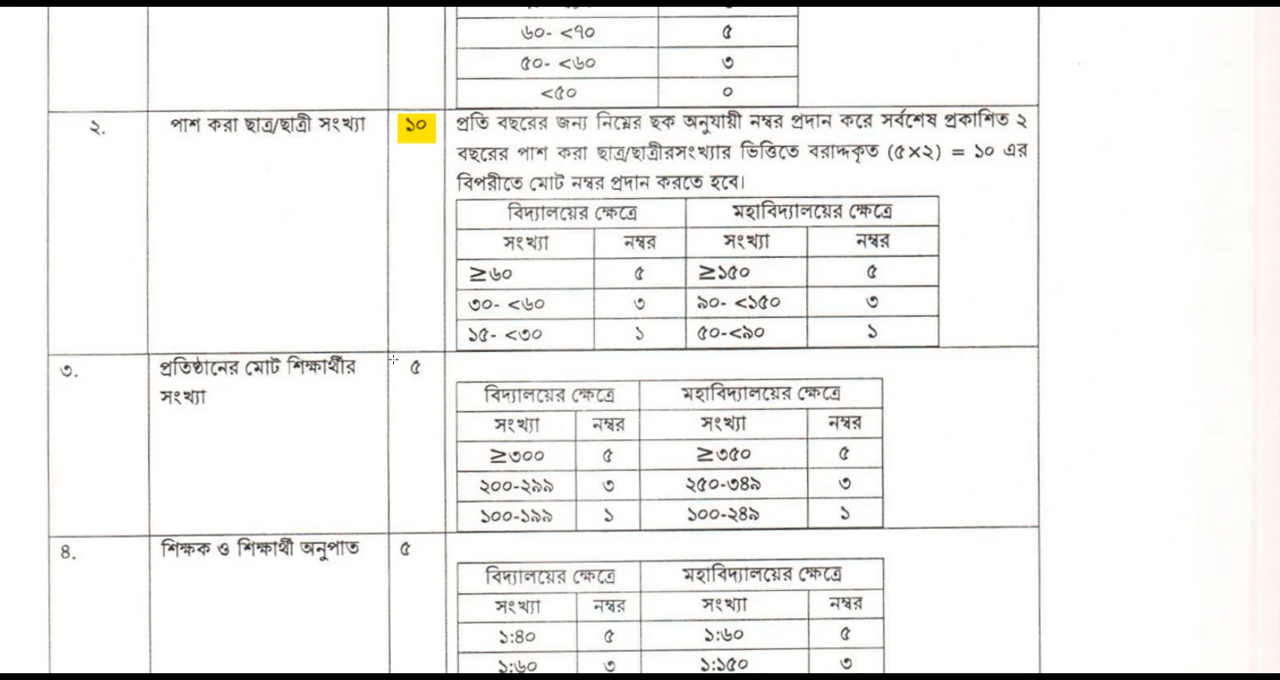 ৬০- <৭০ ৫
৫০- <৬০ ৩
<৫০ ০
২. পাশ করা ছাত্র/ছাত্রী সংখ্যা ১০ প্রতি বছরের জন্য নিম্নের ছক অনুযায়ী নম্বর প্রদান করে সর্বশেষ প্রকাশিত ২
বছরের পাশ করা ছাত্র/ছাত্রীরসংখ্যার ভিত্তিতে বরাদ্দকৃত (৫×২) = ১০ এর
বিপরীতে মোট নম্বর প্রদান করতে হবে।
বিদ্যালয়ের ক্ষেত্রে মহাবিদ্যালয়ের ক্ষেত্রে
সংখ্যা নম্বর সংখ্যা নম্বর
≥৬০ ৫ ≥১৫০ ৫
৩০- <৬০ ৩ ৯০- <১৫০ ৩
১৫- <৩০ ১ ৫০-<৯০ ১
৩. প্রতিষ্ঠানের মোট শিক্ষার্থীর ৫
সংখ্যা
বিদ্যালয়ের ক্ষেত্রে মহাবিদ্যালয়ের ক্ষেত্রে
সংখ্যা নম্বর সংখ্যা নম্বর
≥৩০০ ৫ ≥৩৫০ ৫
২০০-২৯৯ ৩ ২৫০-৩৪৯ ৩
১০০-১৯৯ ১ ১০০-২৪৯ ১
৪. শিক্ষক ও শিক্ষার্থী অনুপাত ৫
বিদ্যালয়ের ক্ষেত্রে মহাবিদ্যালয়ের ক্ষেত্রে
সংখ্যা নম্বর সংখ্যা নম্বর
১:৪০ ৫ ১:৬০ ৫
১:৬০ ৩ ১:১৫০ ৩